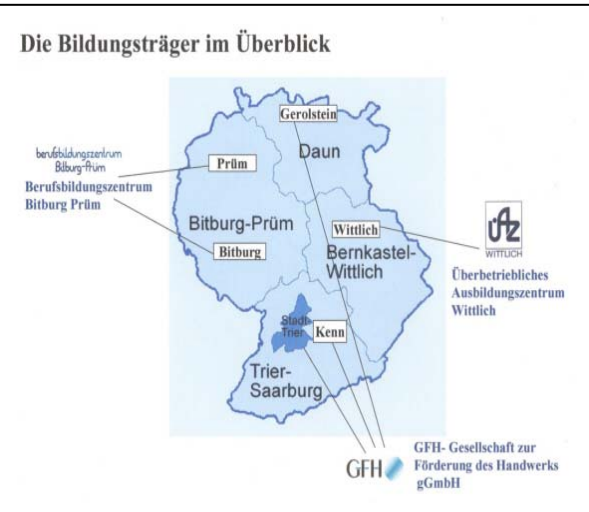 Die Bildungsträger im Überblick
Gerolstein
Daun
berufsbildungszentrum
Bitburg-Prüm
Berufsbildungszentrum
Bitburg Prüm
Prüm
Bitburg-Prüm
Bitburg
Wittlich
Bernkastel-
Wittlich
ÜAZ
WITTLICH
Überbetriebliches
Ausbildungszentrum
Wittlich
Stadt
Trier
Kenn
Trier-
Saarburg
GFH
GFH- Gesellschaft zur
Förderung des Handwerks
gGmbH